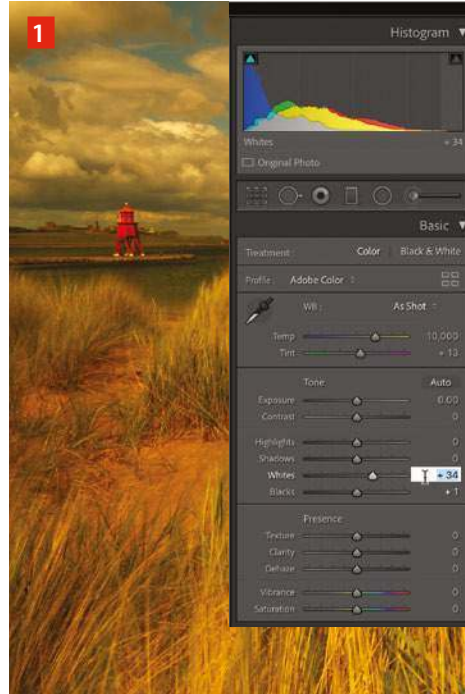 1
Histogram
Whites + 34
Original Photo
Basic
Treatment : Color Black & White
Profile : Adobe Color
WB : As Shot
Temp 10,000
Tint + 13
Tone Auto
Exposure 0.00
Contrast 0
Highlights 0
Shadows 0
Whites + 34
Blacks + 1
Presence
Texture 0
Clarity 0
Dehaze 0
Vibrance 0
Saturation 0